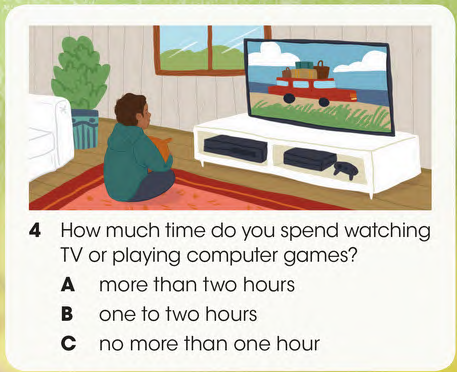 4 How much time do you spend watching
TV or playing computer games?
A more than two hours
B one to two hours
C no more than one hour